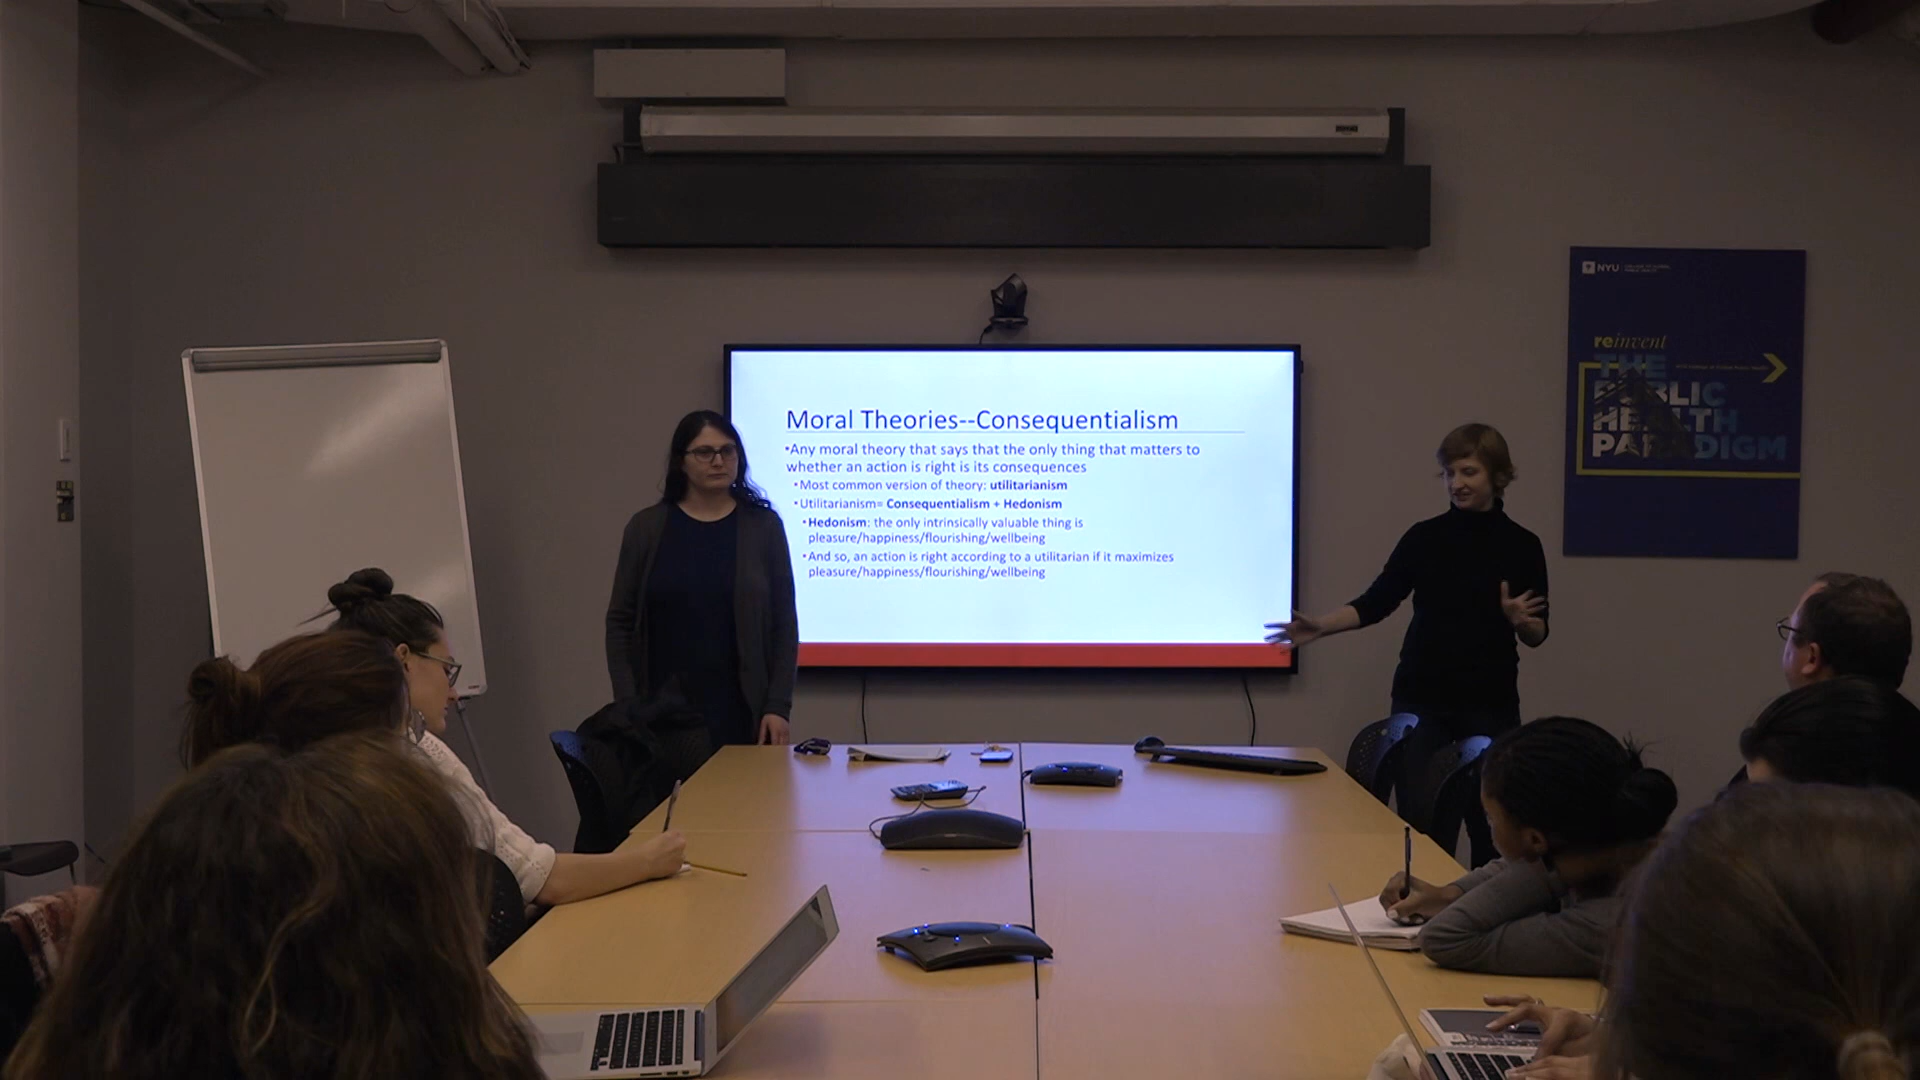 Moral Theories--Consequentialism
•Any moral theory that says that the only thing that matters to
whether an action is right is its consequences
•Most common version of theory: utilitarianism
•Utilitarianism= Consequentialism + Hedonism
•Hedonism: the only intrinsically valuable thing is
pleasure/happiness/flourishing/wellbeing
•And so, an action is right according to a utilitarian if it maximizes
pleasure/happiness/flourishing/wellbeing
NYU
reinvent
THE
PUBLIC
HEALTH
PARADIGM